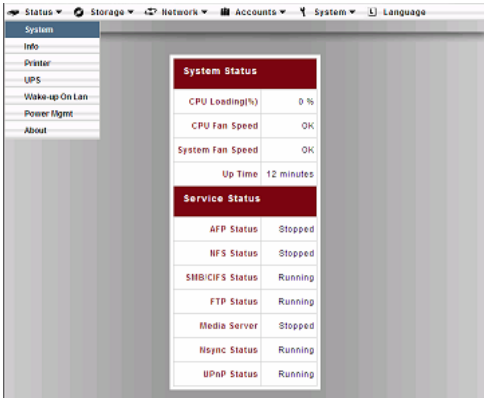 Status Storage Network Accounts System L Language
System
Info
Printer
UPS
Wake-up On Lan
Power Mgmt
About
System Status
CPU Loading(%) 0 %
CPU Fan Speed OK
System Fan Speed OK
Up Time 12 minutes
Service Status
AFP Status Stopped
NFS Status Stopped
SMB/CIFS Status Running
FTP Status Running
Media Server Stopped
Nsync Status Running
UPnP Status Running